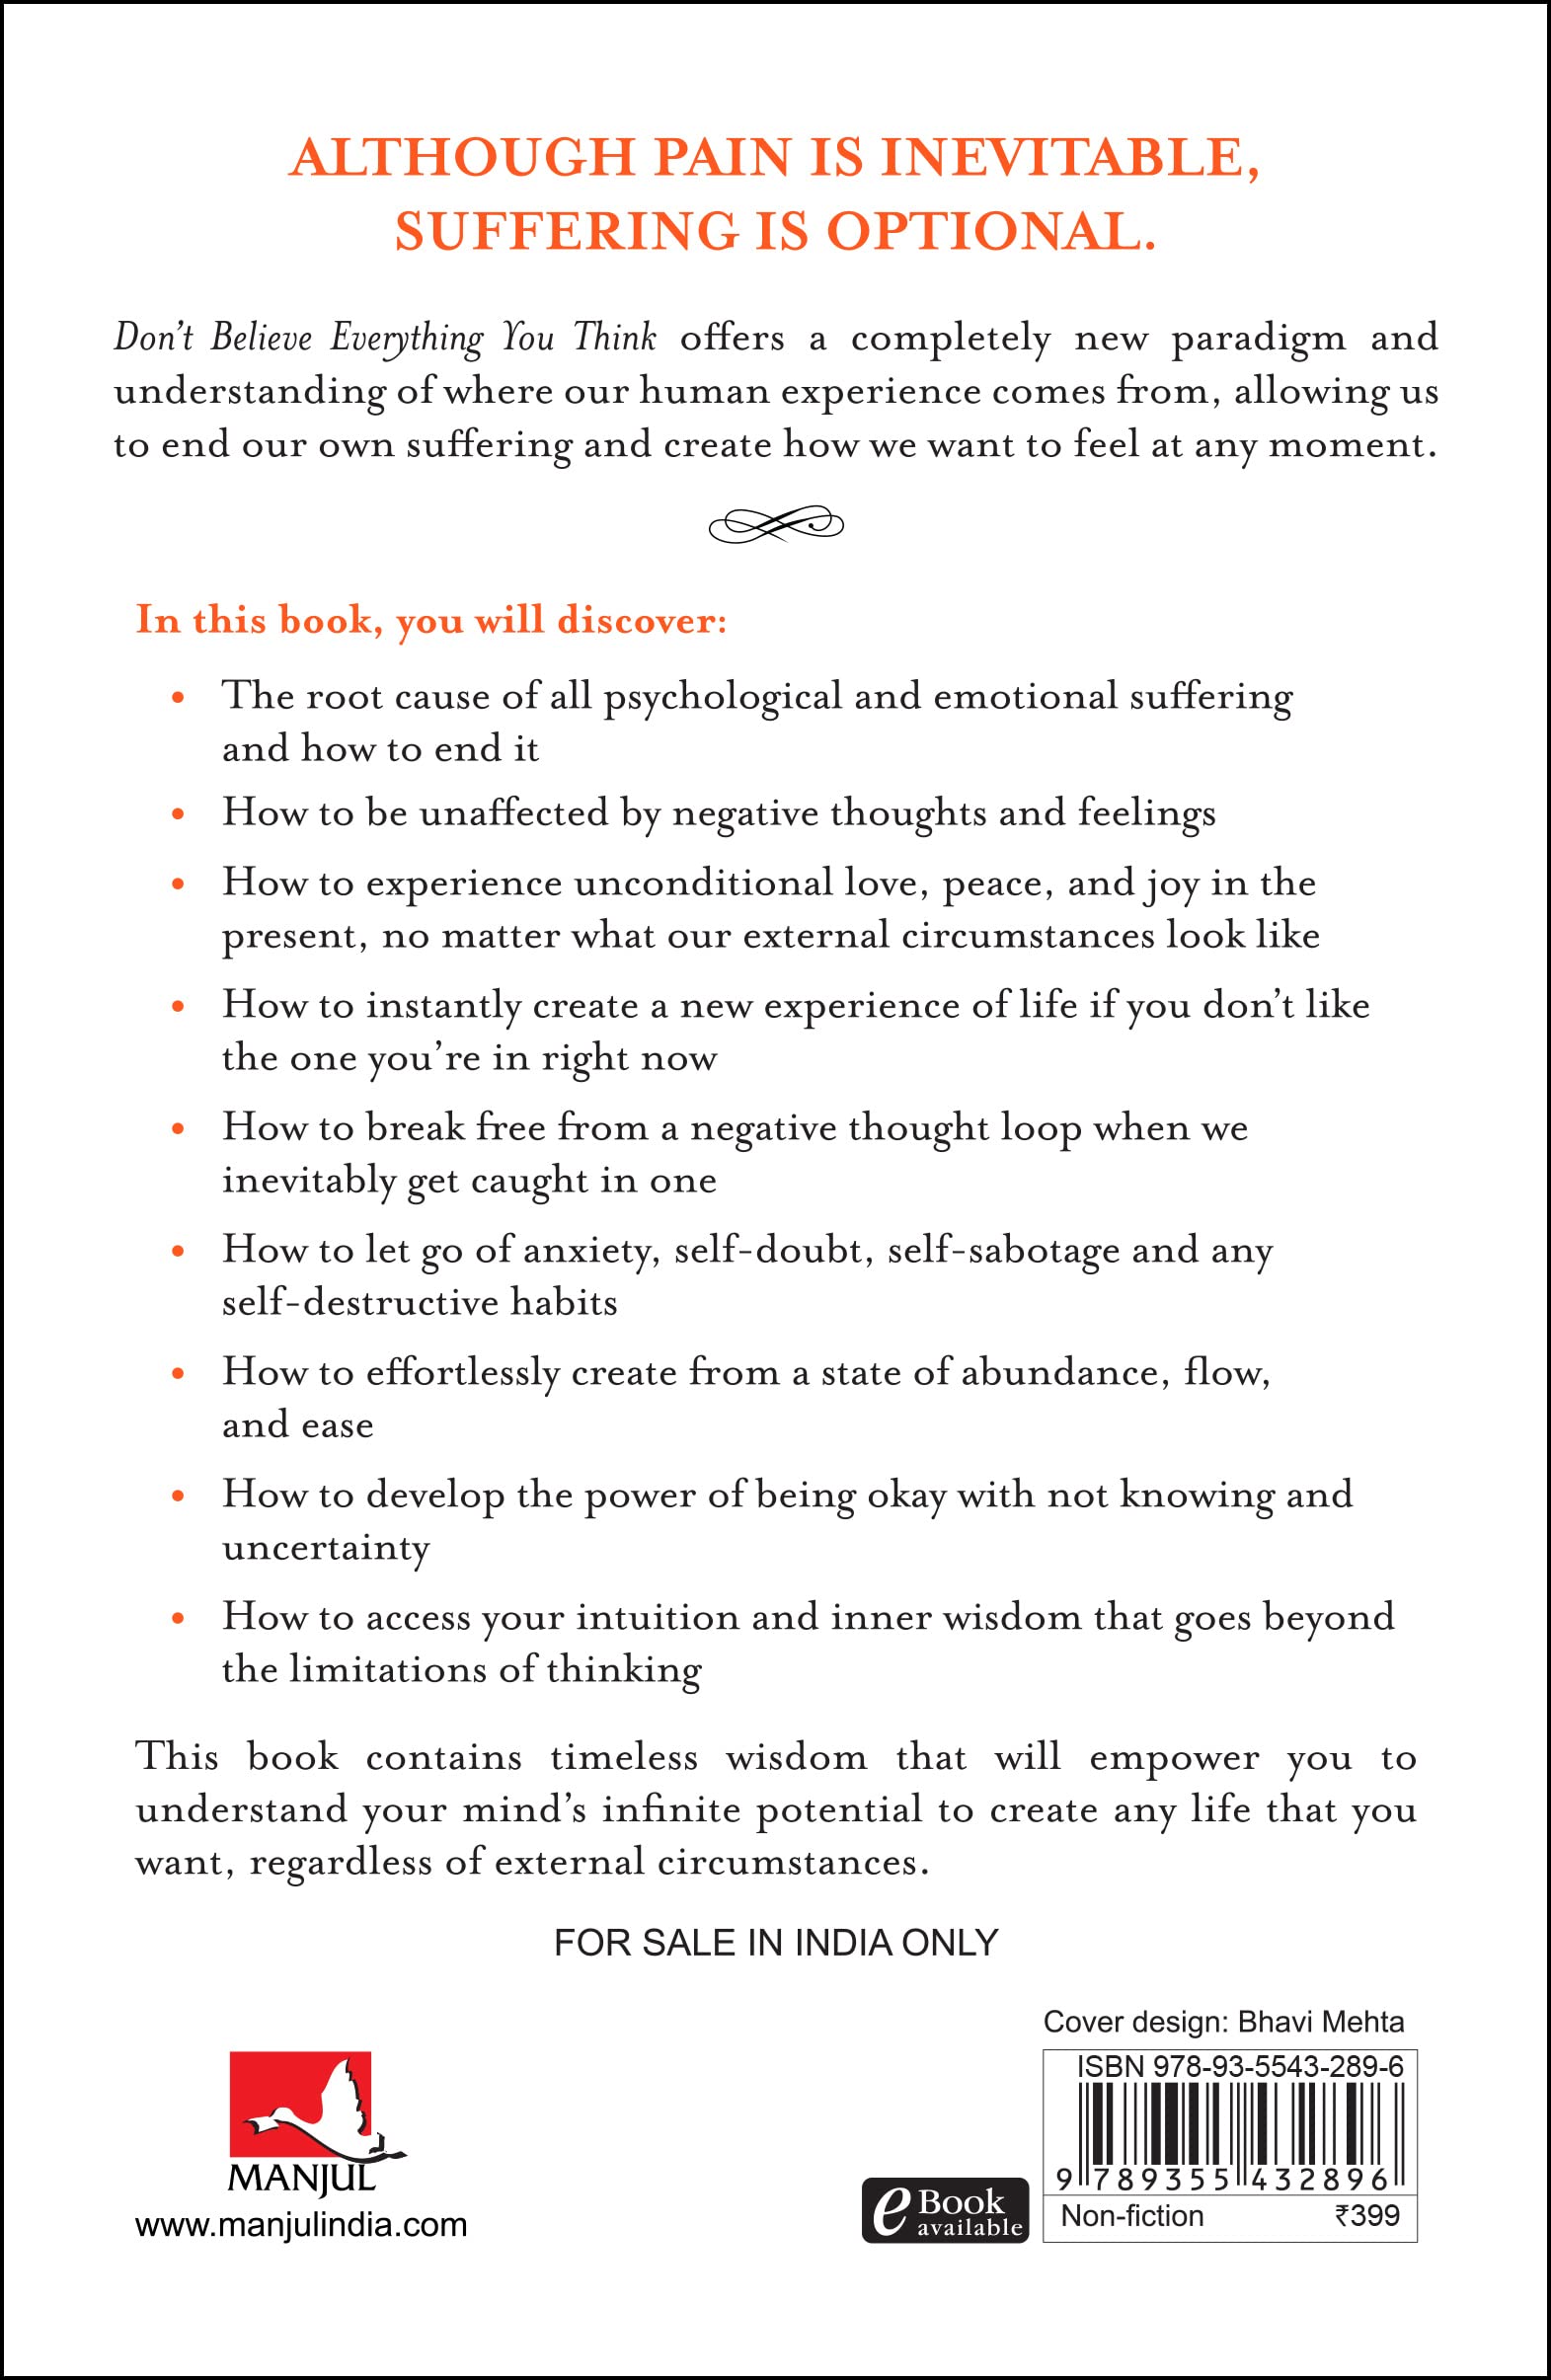 ALTHOUGH PAIN IS INEVITABLE,
SUFFERING IS OPTIONAL.
Don't Believe Everything You Think offers a completely new paradigm and
understanding of where our human experience comes from, allowing us
to end our own suffering and create how we want to feel at any moment.
In this book, you will discover:
• The root cause of all psychological and emotional suffering
and how to end it
• How to be unaffected by negative thoughts and feelings
• How to experience unconditional love, peace, and joy in the
present, no matter what our external circumstances look like
• How to instantly create a new experience of life if you don't like
the one you're in right now
• How to break free from a negative thought loop when we
inevitably get caught in one
• How to let go of anxiety, self-doubt, self-sabotage and any
self-destructive habits
• How to effortlessly create from a state of abundance, flow,
and ease
• How to develop the power of being okay with not knowing and
uncertainty
• How to access your intuition and inner wisdom that goes beyond
the limitations of thinking
This book contains timeless wisdom that will empower you to
understand your mind's infinite potential to create any life that you
want, regardless of external circumstances.
FOR SALE IN INDIA ONLY
Cover design: Bhavi Mehta
ISBN 978-93-5543-289-6
9 789355 432896
Non-fiction ₹399
eBook
available
MANJUL
www.manjulindia.com